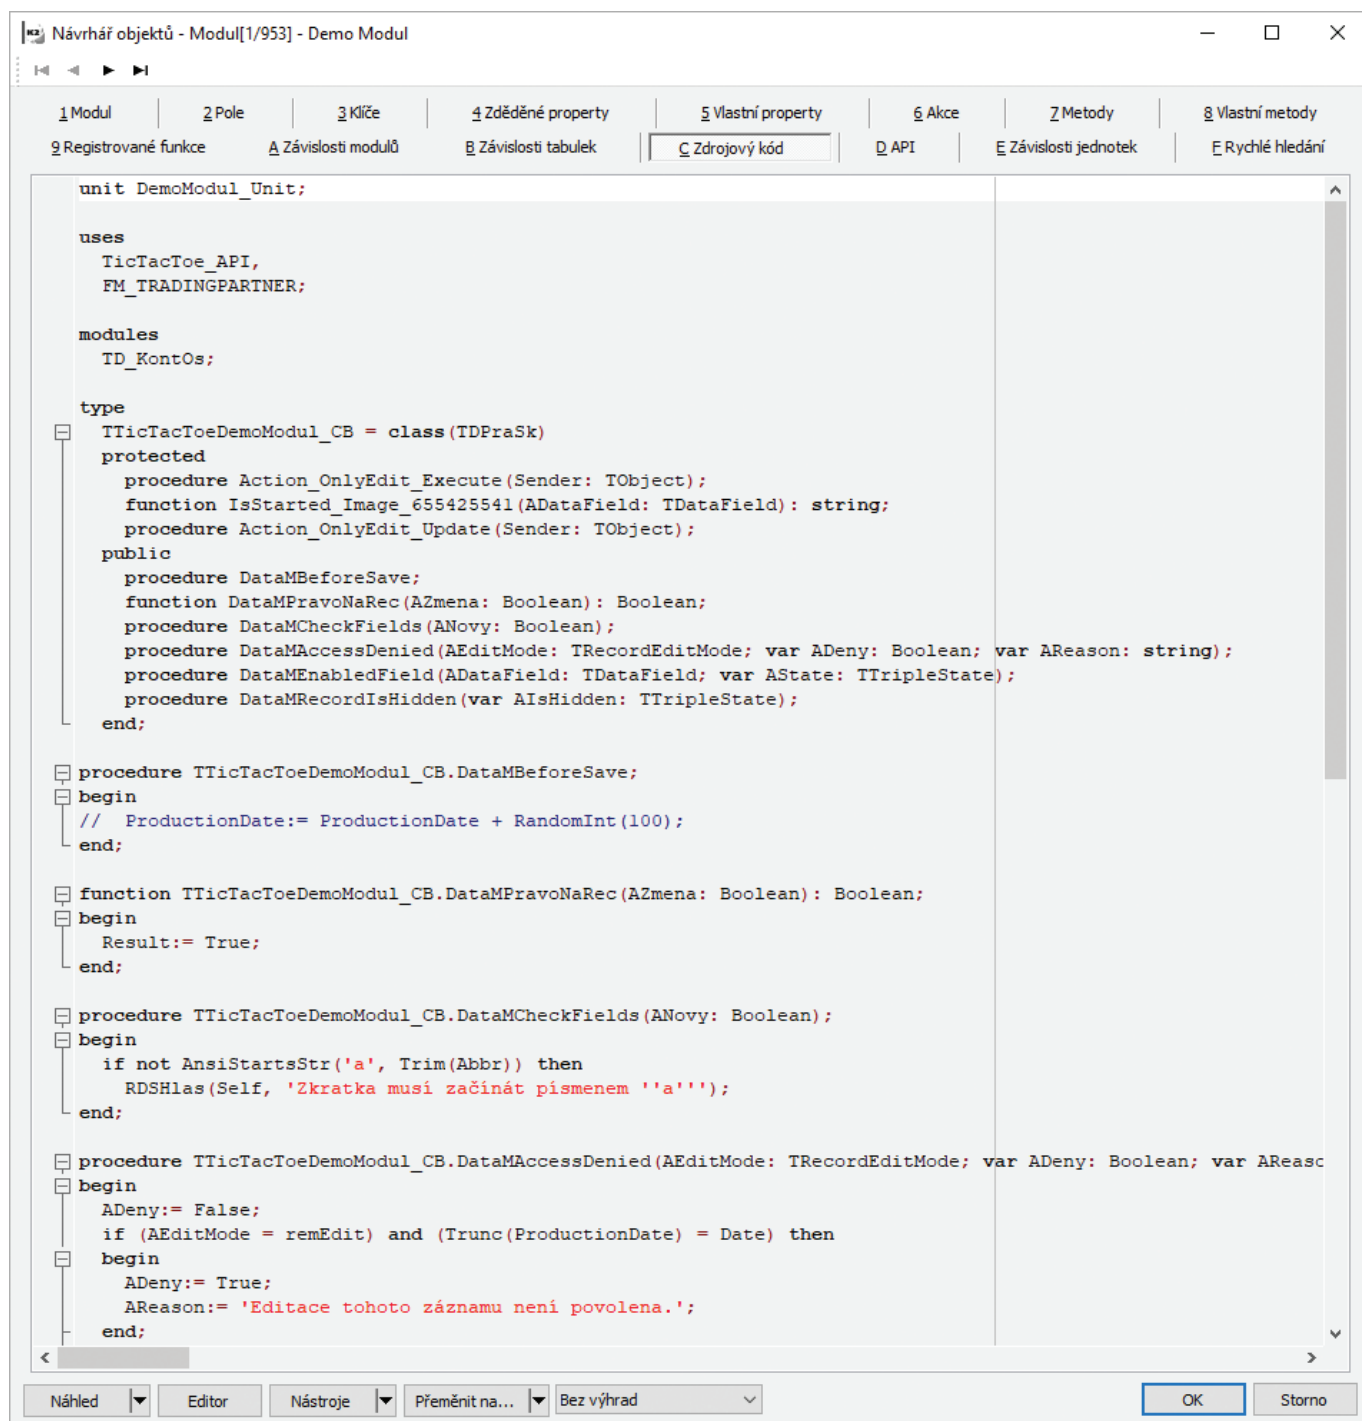 K2 Návrhář objektů - Modul[1/953] - Demo Modul
1 Modul 2 Pole 3 Klíče 4 Zděděné property 5 Vlastní property 6 Akce 7 Metody 8 Vlastní metody
9 Registrované funkce A Závislosti modulů B Závislosti tabulek C Zdrojový kód D API E Závislosti jednotek F Rychlé hledání
unit DemoModul_Unit;
uses
TicTacToe_API,
FM_TRADINGPARTNER;
modules
TD_KontOs;
type
TTicTacToeDemoModul_CB = class(TDPraSk)
protected
procedure Action_OnlyEdit_Execute(Sender: TObject);
function IsStarted_Image_655425541(ADataField: TDataField): string;
procedure Action_OnlyEdit_Update(Sender: TObject);
public
procedure DataMBeforeSave;
function DataMPravoNaRec(AZmena: Boolean): Boolean;
procedure DataMCheckFields(ANovy: Boolean);
procedure DataMAccessDenied(AEditMode: TRecordEditMode; var ADeny: Boolean; var AReason: string);
procedure DataMEnabledField(ADataField: TDataField; var AState: TTripleState);
procedure DataMRecordIsHidden(var AIsHidden: TTripleState);
end;
procedure TTicTacToeDemoModul_CB.DataMBeforeSave;
begin
// ProductionDate:= ProductionDate + RandomInt(100);
end;
function TTicTacToeDemoModul_CB.DataMPravoNaRec(AZmena: Boolean): Boolean;
begin
Result:= True;
end;
procedure TTicTacToeDemoModul_CB.DataMCheckFields(ANovy: Boolean);
begin
if not AnsiStartsStr('a', Trim(Abbr)) then
RDSHlas(Self, 'Zkratka musí začínát písmenem ''a''');
end;
procedure TTicTacToeDemoModul_CB.DataMAccessDenied(AEditMode: TRecordEditMode; var ADeny: Boolean; var AReasc
begin
ADeny:= False;
if (AEditMode = remEdit) and (Trunc(ProductionDate) = Date) then
begin
ADeny:= True;
AReason:= 'Editace tohoto záznamu není povolena.';
end;
Náhled Editor Nástroje Přeměnit na... Bez výhrad OK Storno